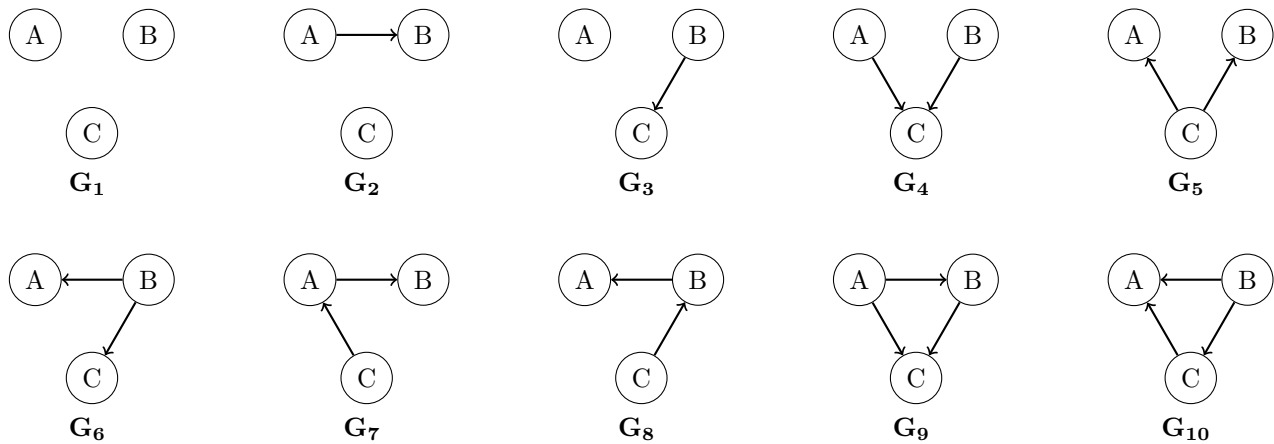 A B A B A B A B A B
C C C C C
G₁ G₂ G₃ G₄ G₅
A B A B A B A B A B
C C C C C
G₆ G₇ G₈ G₉ G₁₀